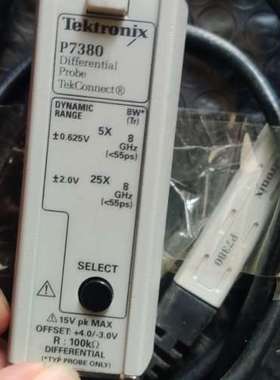 Tektronix
P7380
Differential
Probe
TekConnect®
DYNAMIC RANGE BW* (Tr)
±0.625V 5X 8 GHz (<55ps)
±2.0V 25X 8 GHz (<55ps)
SELECT
⚠ 15V pk MAX
OFFSET: +4.0/-3.0V
R : 100kΩ
DIFFERENTIAL
(*TYP PROBE ONLY)
P7380